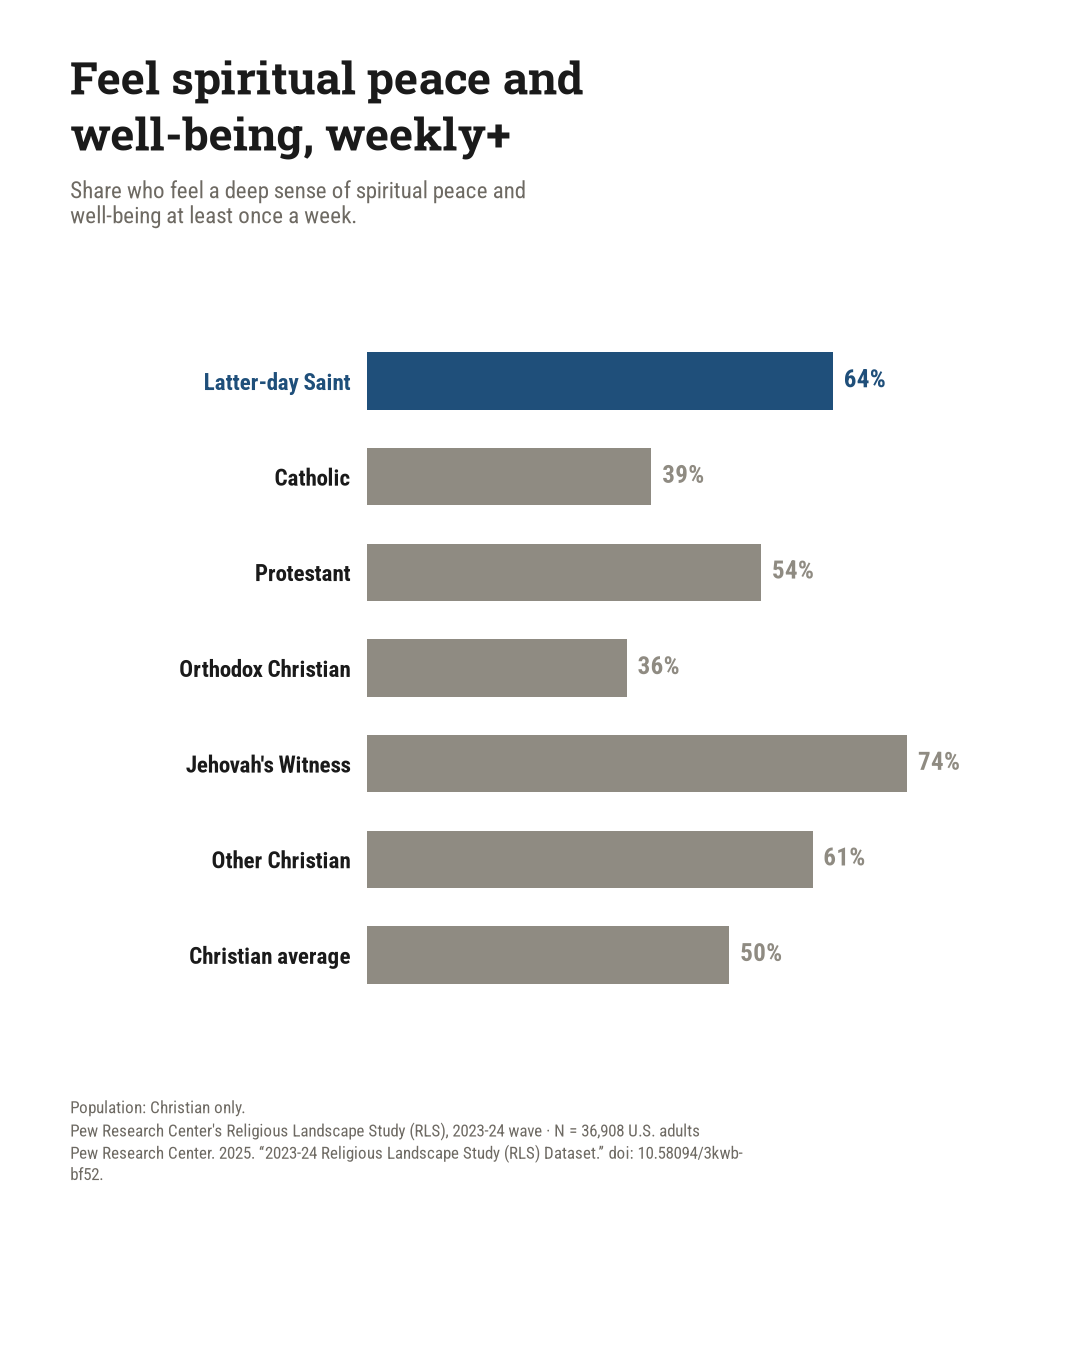 Feel spiritual peace and
well-being, weekly+
Share who feel a deep sense of spiritual peace and
well-being at least once a week.
Latter-day Saint 64%
Catholic 39%
Protestant 54%
Orthodox Christian 36%
Jehovah's Witness 74%
Other Christian 61%
Christian average 50%
Population: Christian only.
Pew Research Center's Religious Landscape Study (RLS), 2023-24 wave · N = 36,908 U.S. adults
Pew Research Center. 2025. “2023-24 Religious Landscape Study (RLS) Dataset.” doi: 10.58094/3kwb-
bf52.